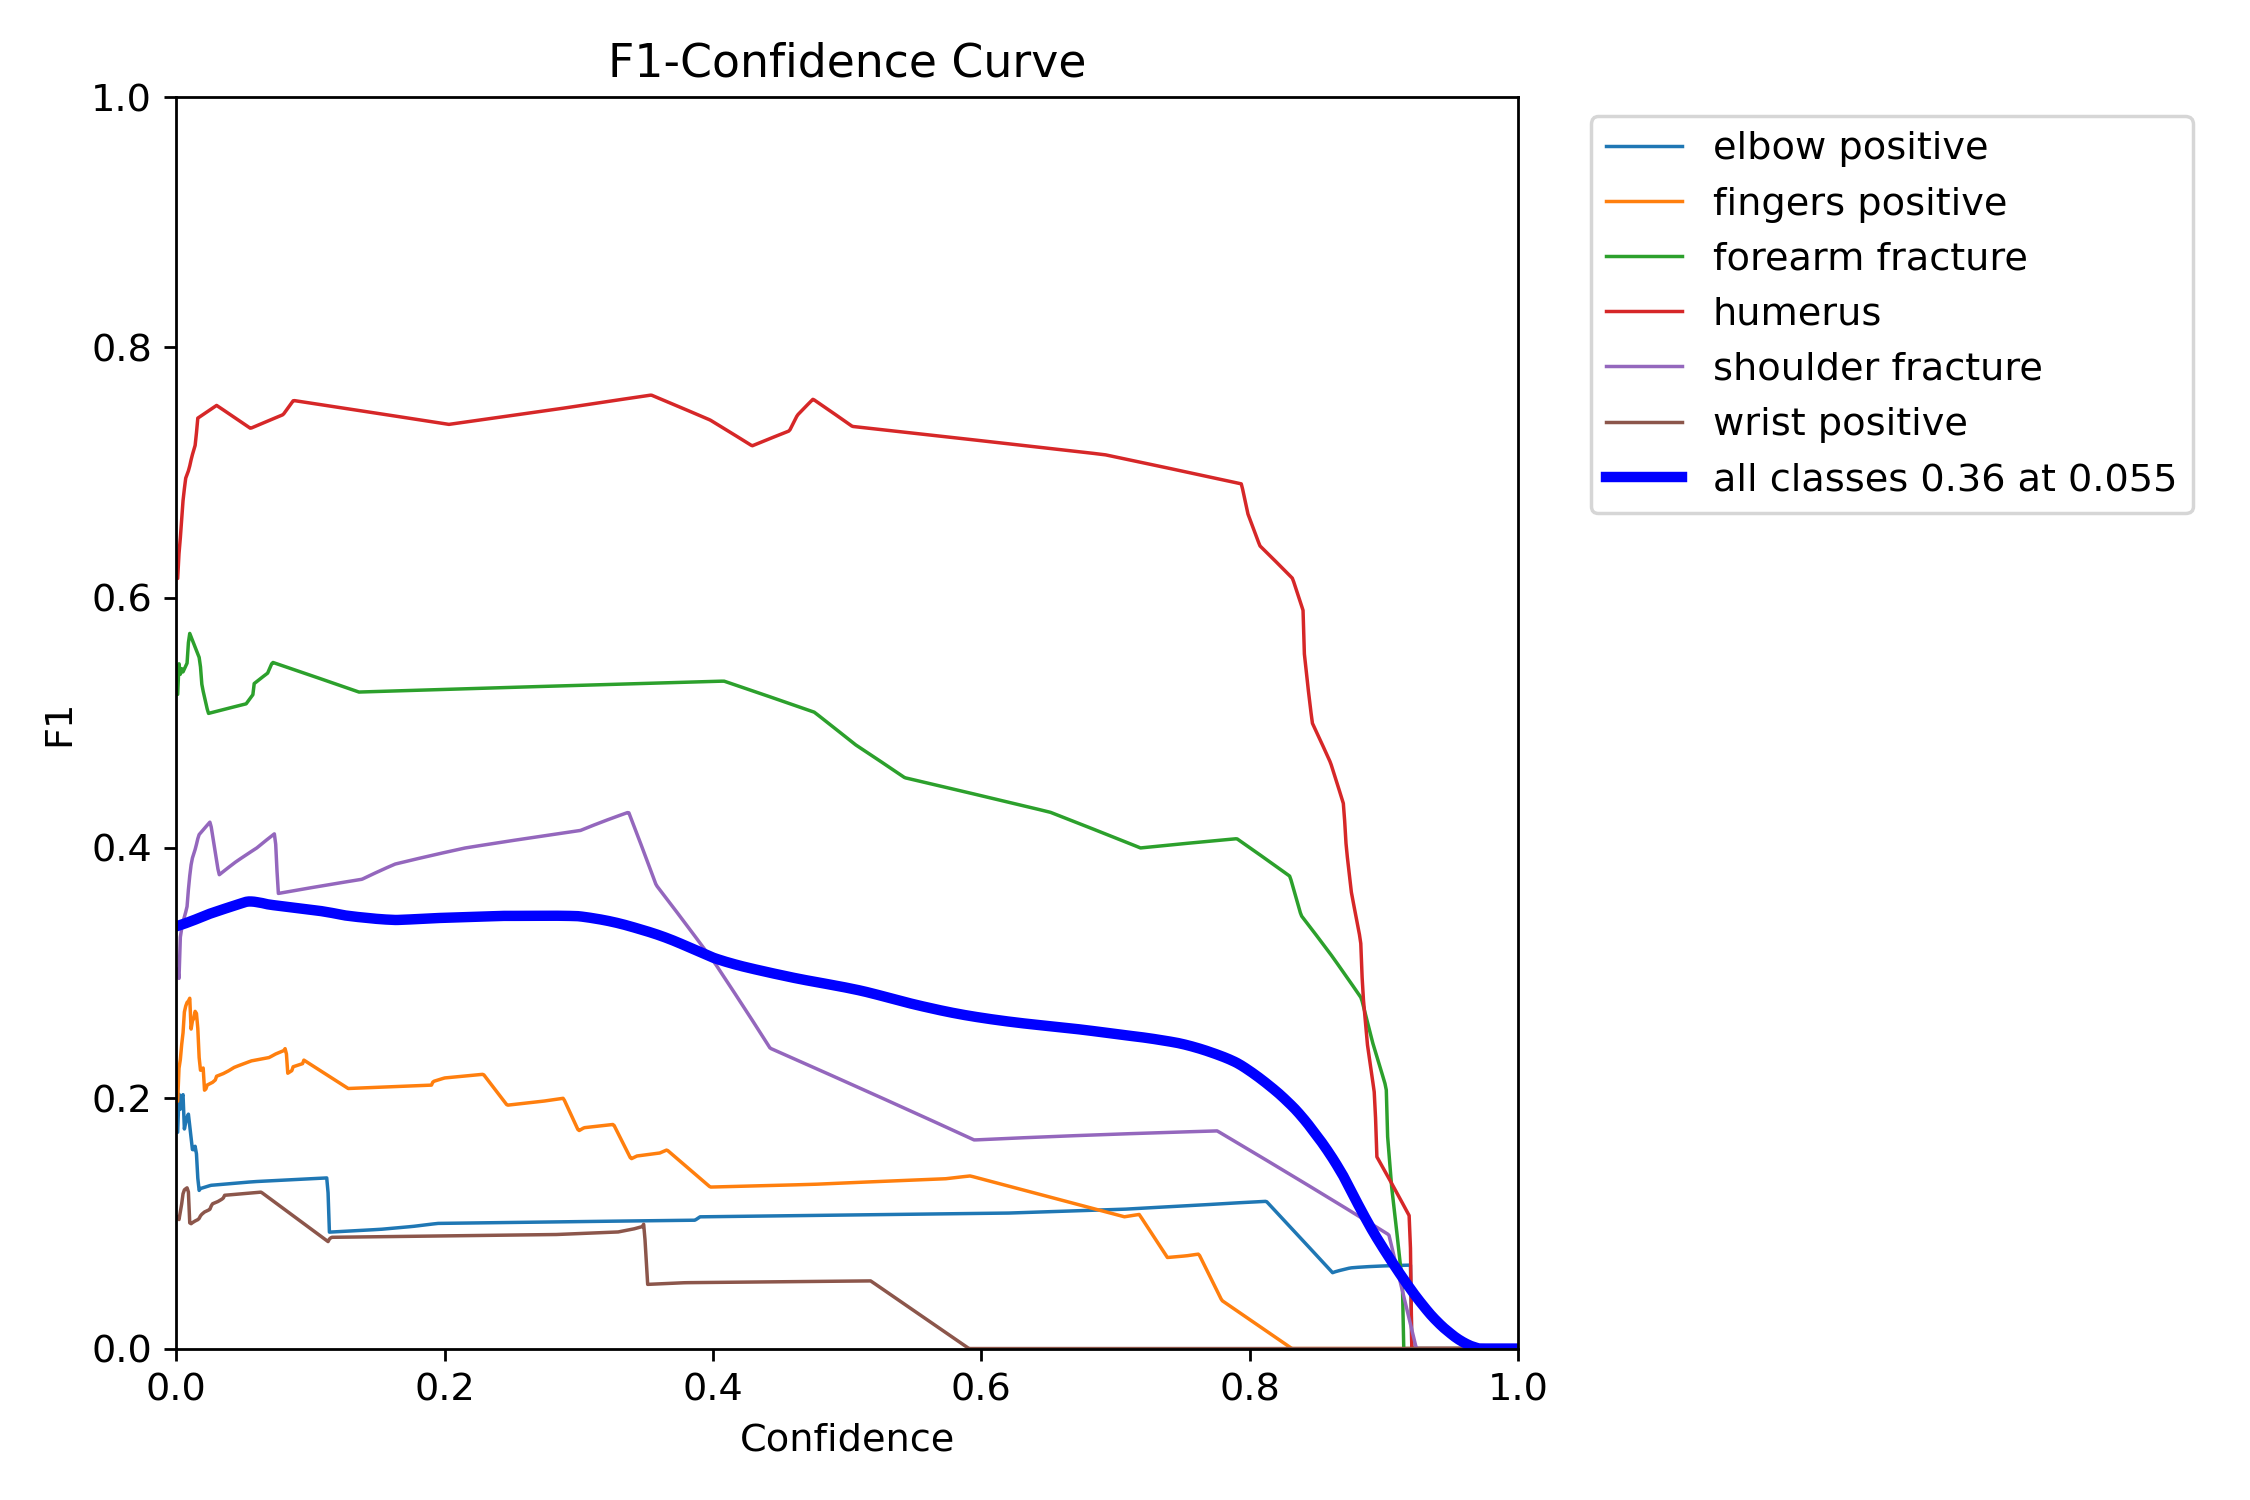 F1-Confidence Curve
1.0
0.8
0.6
0.4
0.2
0.0
F1
0.0 0.2 0.4 0.6 0.8 1.0
Confidence
elbow positive
fingers positive
forearm fracture
humerus
shoulder fracture
wrist positive
all classes 0.36 at 0.055